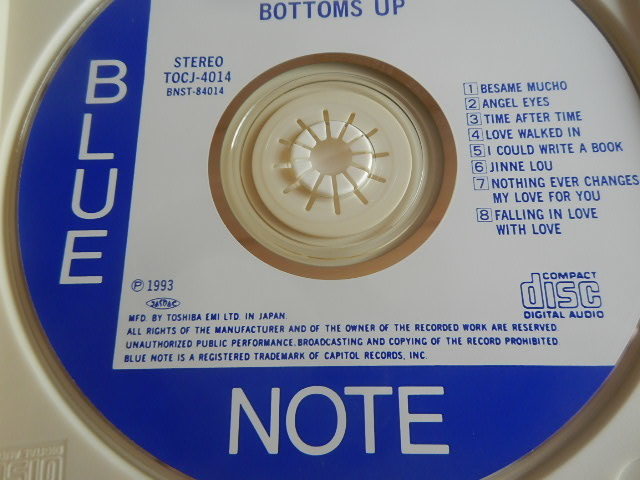 BOTTOMS UP
STEREO
TOCJ-4014
BNST-84014
BLUE
1 BESAME MUCHO
2 ANGEL EYES
3 TIME AFTER TIME
4 LOVE WALKED IN
5 I COULD WRITE A BOOK
6 JINNE LOU
7 NOTHING EVER CHANGES
MY LOVE FOR YOU
8 FALLING IN LOVE
WITH LOVE
Ⓟ 1993
JASRAC
COMPACT
disc
DIGITAL AUDIO
MFD. BY TOSHIBA EMI LTD. IN JAPAN.
ALL RIGHTS OF THE MANUFACTURER AND OF THE OWNER OF THE RECORDED WORK ARE RESERVED.
UNAUTHORIZED PUBLIC PERFORMANCE, BROADCASTING AND COPYING OF THE RECORD PROHIBITED.
BLUE NOTE IS A REGISTERED TRADEMARK OF CAPITOL RECORDS, INC.
NOTE